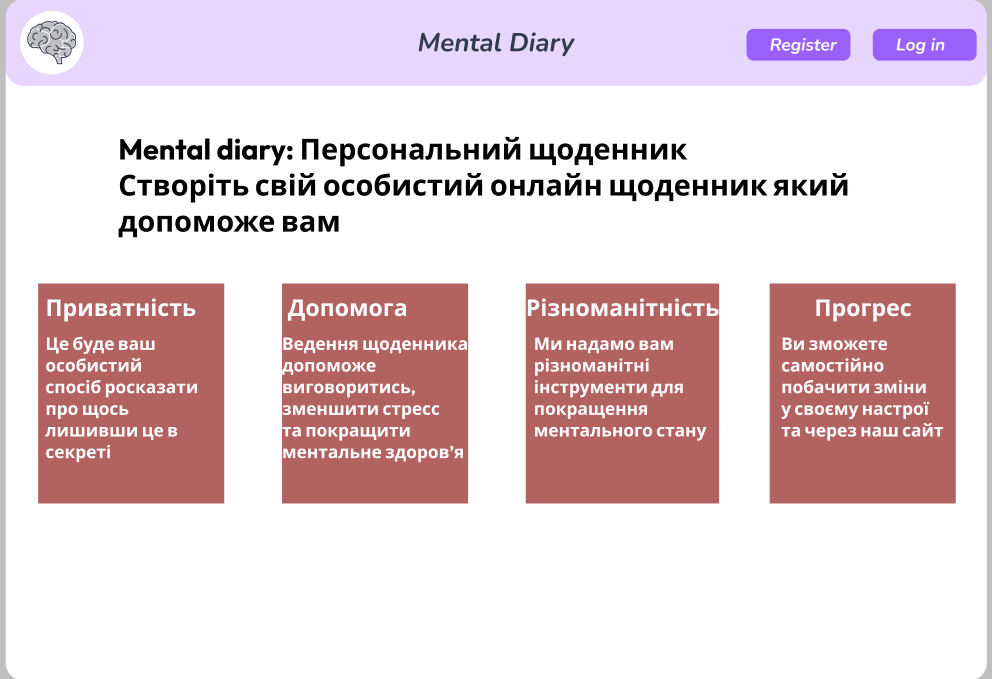 Mental Diary
Register
Log in
Mental diary: Персональний щоденник
Створіть свій особистий онлайн щоденник який
допоможе вам
Приватність
Це буде ваш
особистий
спосіб росказати
про щось
лишивши це в
секреті
Допомога
Ведення щоденника
допоможе
виговоритись,
зменшити стресс
та покращити
ментальне здоров’я
Різноманітність
Ми надамо вам
різноманітні
інструменти для
покращення
ментального стану
Прогрес
Ви зможете
самостійно
побачити зміни
у своєму настрої
та через наш сайт